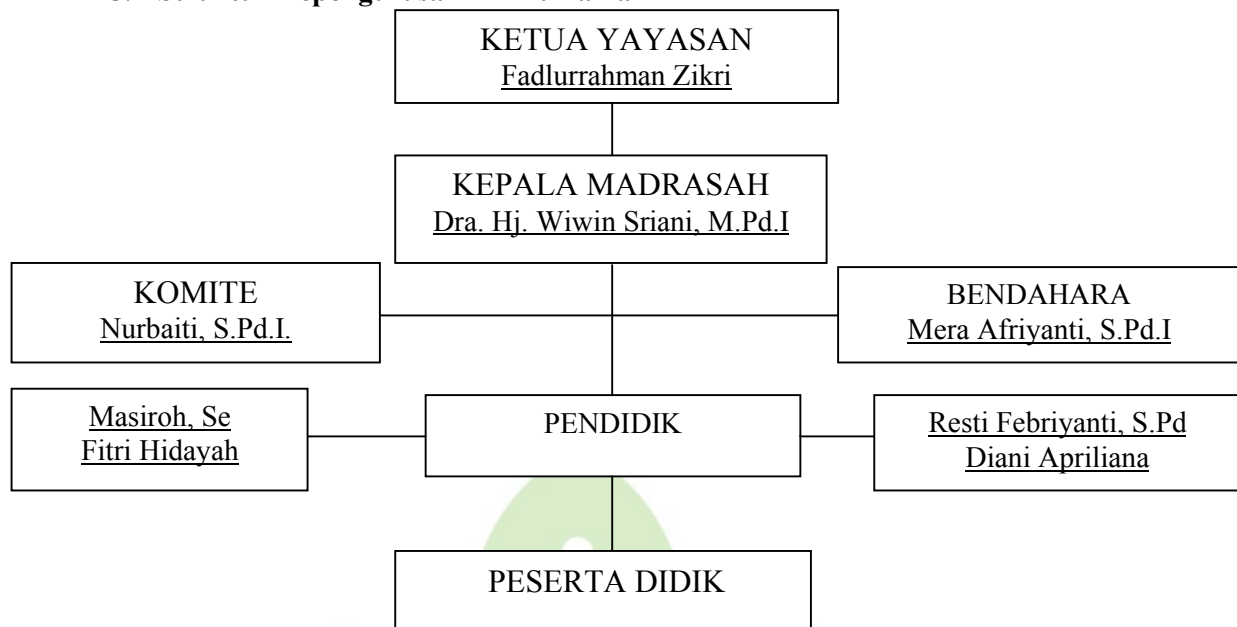 KETUA YAYASAN
Fadlurrahman Zikri
KEPALA MADRASAH
Dra. Hj. Wiwin Sriani, M.Pd.I
KOMITE
Nurbaiti, S.Pd.I.
BENDAHARA
Mera Afriyanti, S.Pd.I
Masiroh, Se
Fitri Hidayah
PENDIDIK
Resti Febriyanti, S.Pd
Diani Apriliana
PESERTA DIDIK